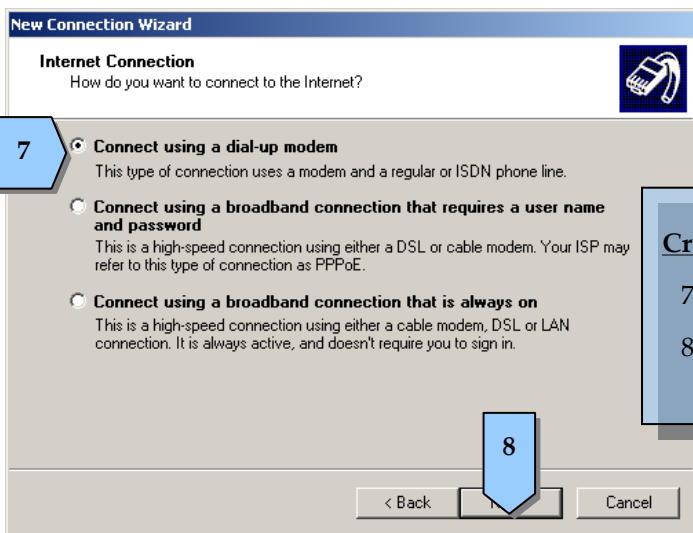 New Connection Wizard
Internet Connection
How do you want to connect to the Internet?
7
Connect using a dial-up modem
This type of connection uses a modem and a regular or ISDN phone line.
Connect using a broadband connection that requires a user name
and password
This is a high-speed connection using either a DSL or cable modem. Your ISP may
refer to this type of connection as PPPoE.
Connect using a broadband connection that is always on
This is a high-speed connection using either a cable modem, DSL or LAN
connection. It is always active, and doesn't require you to sign in.
Cr
7
8
8
< Back
Cancel